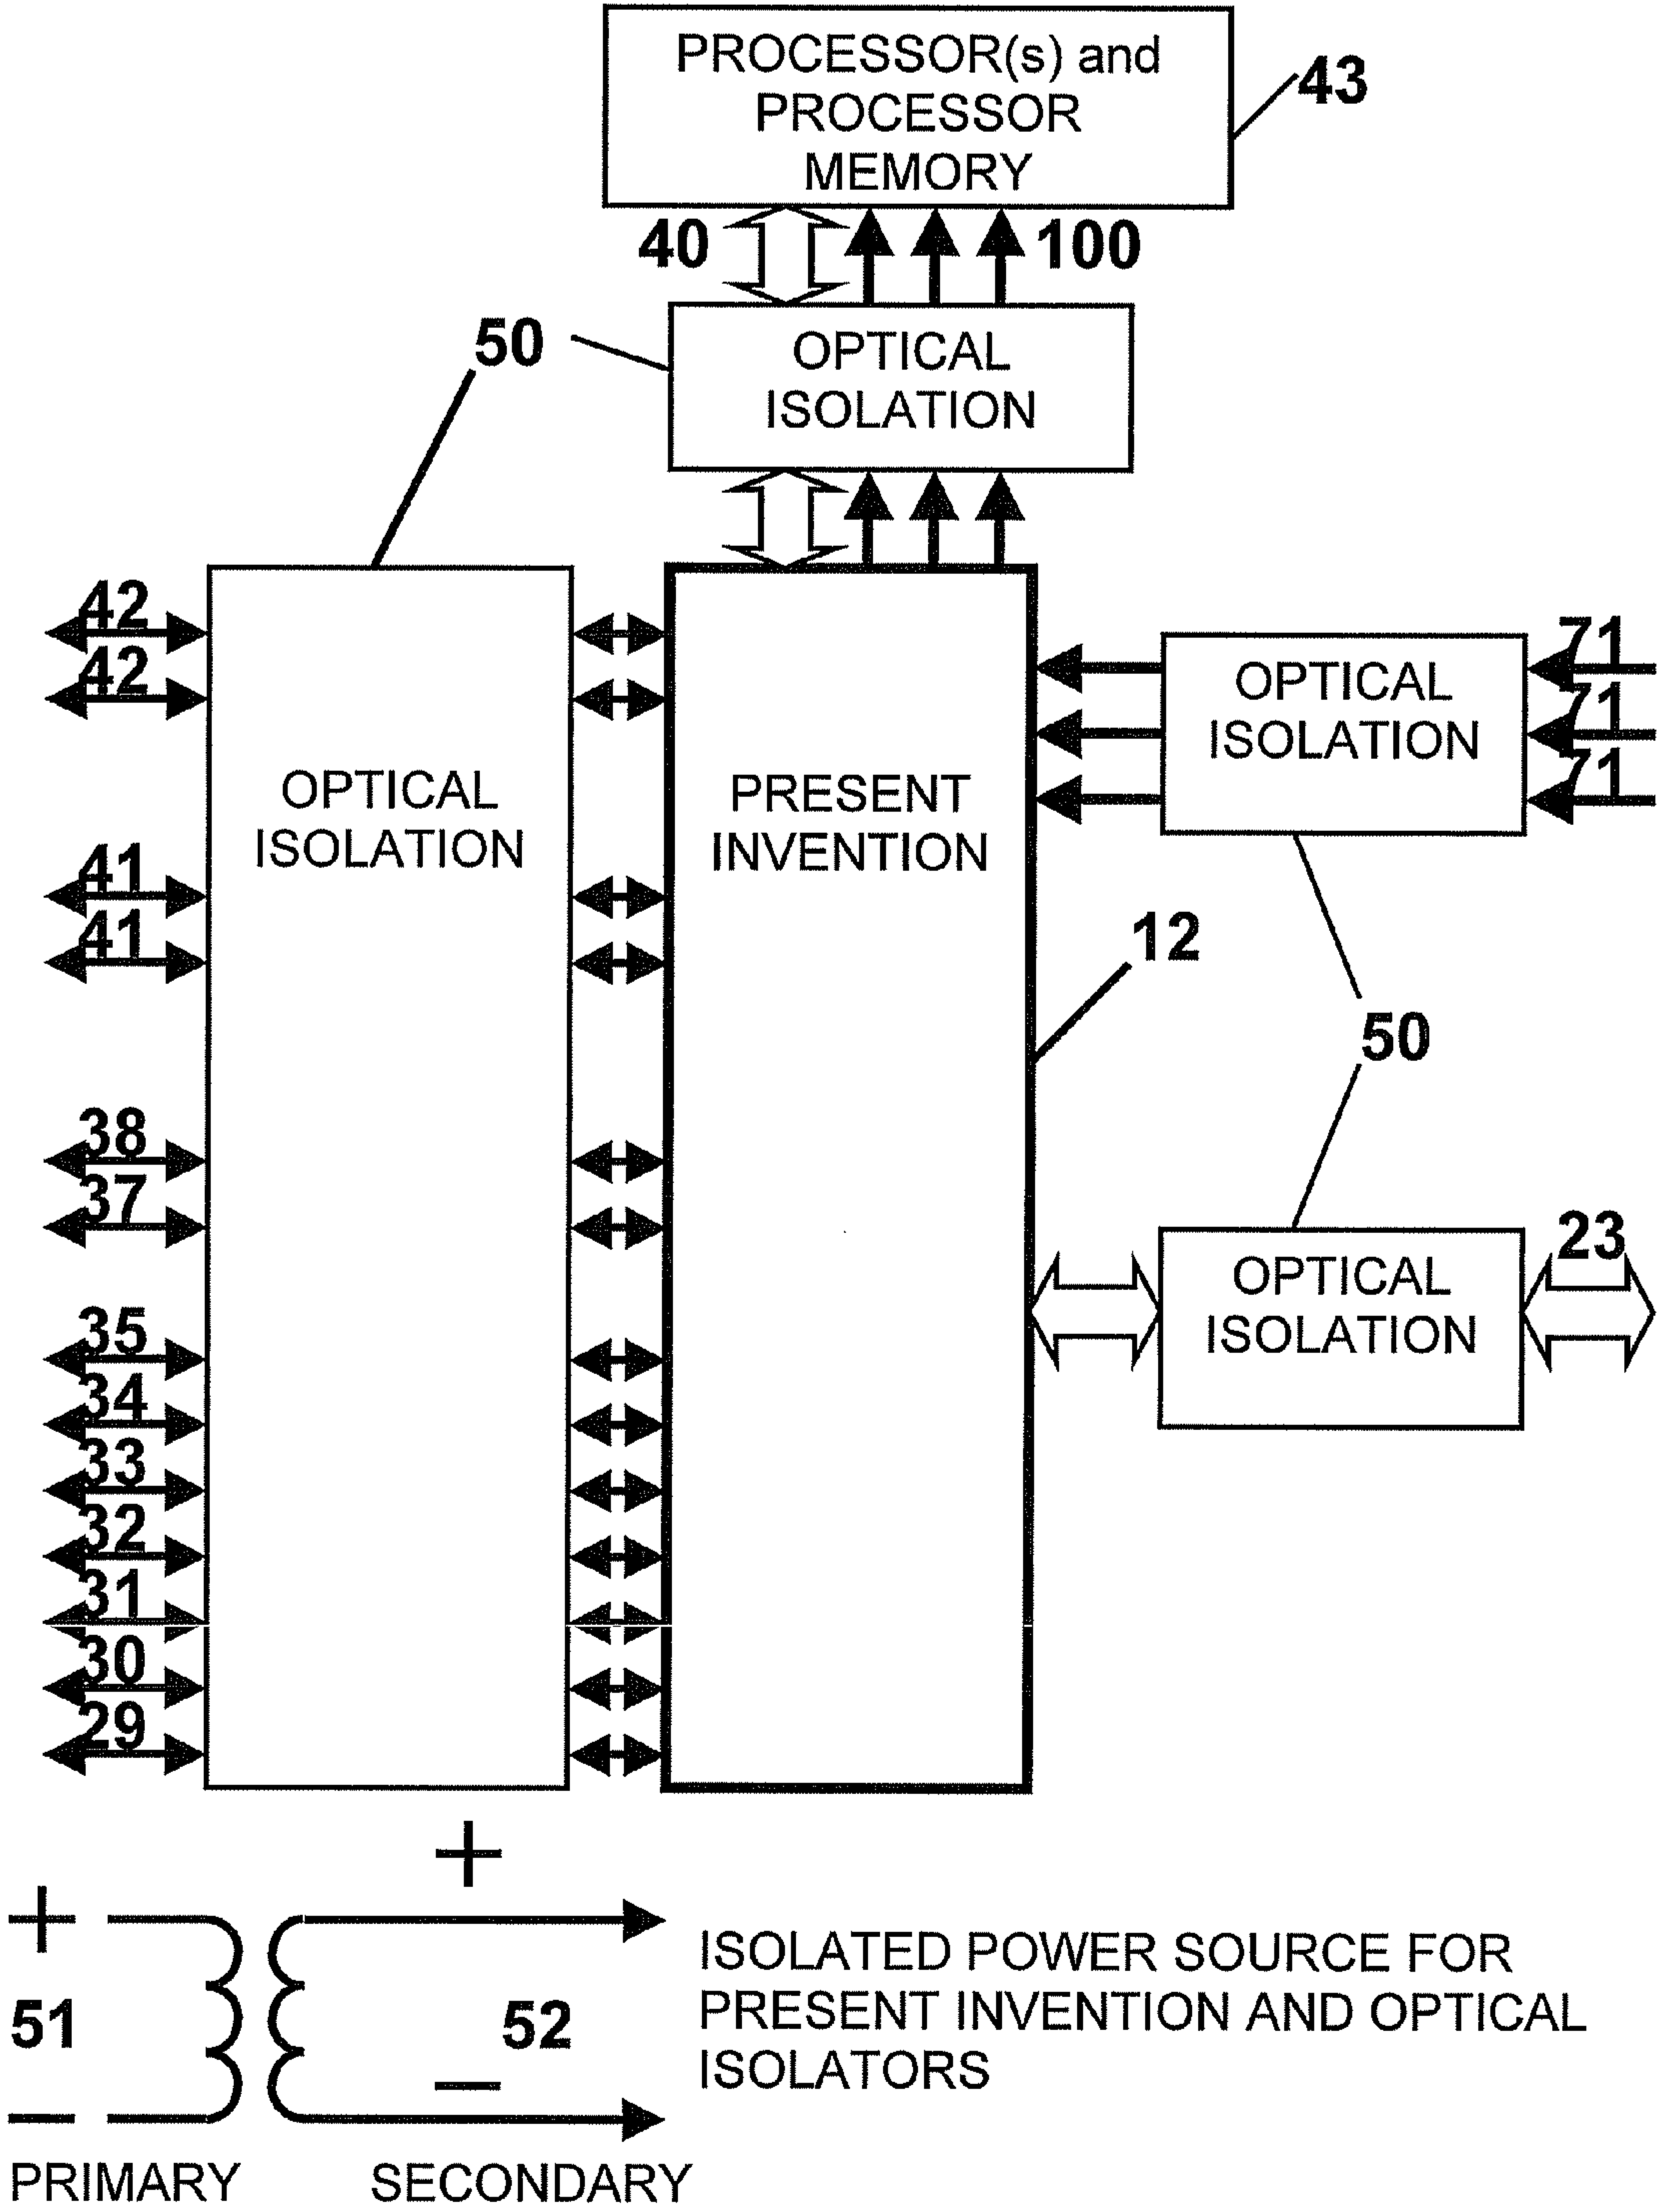 PROCESSOR(s) and
PROCESSOR
MEMORY
43
40
100
50
OPTICAL
ISOLATION
42
42
41
41
38
37
35
34
33
32
31
30
29
OPTICAL
ISOLATION
PRESENT
INVENTION
12
OPTICAL
ISOLATION
71
71
71
50
OPTICAL
ISOLATION
23
+
+
51
52
−
−
PRIMARY
SECONDARY
ISOLATED POWER SOURCE FOR
PRESENT INVENTION AND OPTICAL
ISOLATORS